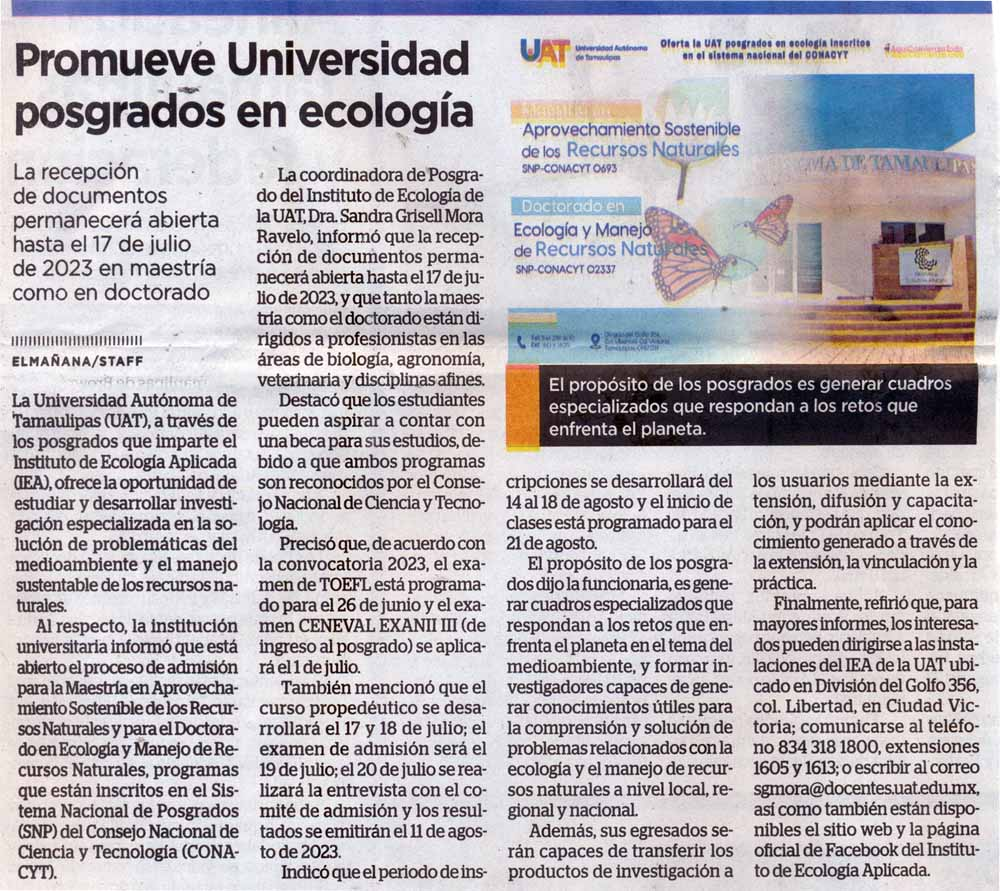 Promueve Universidad
posgrados en ecología
La recepción
de documentos
permanecerá abierta
hasta el 17 de julio
de 2023 en maestría
como en doctorado
ELMAÑANA/STAFF
La Universidad Autónoma de
Tamaulipas (UAT), a través de
los posgrados que imparte el
Instituto de Ecología Aplicada
(IEA), ofrece la oportunidad de
estudiar y desarrollar investi-
gación especializada en la so-
lución de problemáticas del
medioambiente y el manejo
sustentable de los recursos na-
turales.
Al respecto, la institución
universitaria informó que está
abierto el proceso de admisión
para la Maestría en Aprovecha-
miento Sostenible de los Recur-
sos Naturales y para el Doctora-
do en Ecología y Manejo de Re-
cursos Naturales, programas
que están inscritos en el Sis-
tema Nacional de Posgrados
(SNP) del Consejo Nacional de
Ciencia y Tecnología (CONA-
CYT).
La coordinadora de Posgra-
do del Instituto de Ecología de
la UAT, Dra. Sandra Grisell Mora
Ravelo, informó que la recep-
ción de documentos perma-
necerá abierta hasta el 17 de ju-
lio de 2023, y que tanto la maes-
tría como el doctorado están di-
rigidos a profesionistas en las
áreas de biología, agronomía,
veterinaria y disciplinas afines.
Destacó que los estudiantes
pueden aspirar a contar con
una beca para sus estudios, de-
bido a que ambos programas
son reconocidos por el Conse-
jo Nacional de Ciencia y Tecno-
logía.
Precisó que, de acuerdo con
la convocatoria 2023, el exa-
men de TOEFL está programa-
do para el 26 de junio y el exa-
men CENEVAL EXANII III (de
ingreso al posgrado) se aplica-
rá el 1 de julio.
También mencionó que el
curso propedéutico se desa-
rrollará el 17 y 18 de julio; el
examen de admisión será el
19 de julio; el 20 de julio se rea-
lizará la entrevista con el co-
mité de admisión y los resul-
tados se emitirán el 11 de agos-
to de 2023.
Indicó que el periodo de ins-
UAT
Universidad Autónoma
de Tamaulipas
Oferta la UAT posgrados en ecología inscritos
en el sistema nacional del CONACYT
Aprovechamiento Sostenible
de los Recursos Naturales
SNP-CONACYT 0693
Doctorado en
Ecología y Manejo
de Recursos Naturales
SNP-CONACYT 02337
OMA DE TAMAULIPA
El propósito de los posgrados es generar cuadros
especializados que respondan a los retos que
enfrenta el planeta.
cripciones se desarrollará del
14 al 18 de agosto y el inicio de
clases está programado para el
21 de agosto.
El propósito de los posgra-
dos dijo la funcionaria, es gene-
rar cuadros especializados que
respondan a los retos que en-
frenta el planeta en el tema del
medioambiente, y formar in-
vestigadores capaces de gene-
rar conocimientos útiles para
la comprensión y solución de
problemas relacionados con la
ecología y el manejo de recur-
sos naturales a nivel local, re-
gional y nacional.
Además, sus egresados se-
rán capaces de transferir los
productos de investigación a
los usuarios mediante la ex-
tensión, difusión y capacita-
ción, y podrán aplicar el cono-
cimiento generado a través de
la extensión, la vinculación y la
práctica.
Finalmente, refirió que, para
mayores informes, los interesa-
dos pueden dirigirse a las insta-
laciones del IEA de la UAT ubi-
cado en División del Golfo 356,
col. Libertad, en Ciudad Vic-
toria; comunicarse al teléfo-
no 834 318 1800, extensiones
1605 y 1613; o escribir al correo
sgmora@docentes.uat.edu.mx,
así como también están dispo-
nibles el sitio web y la página
oficial de Facebook del Institu-
to de Ecología Aplicada.